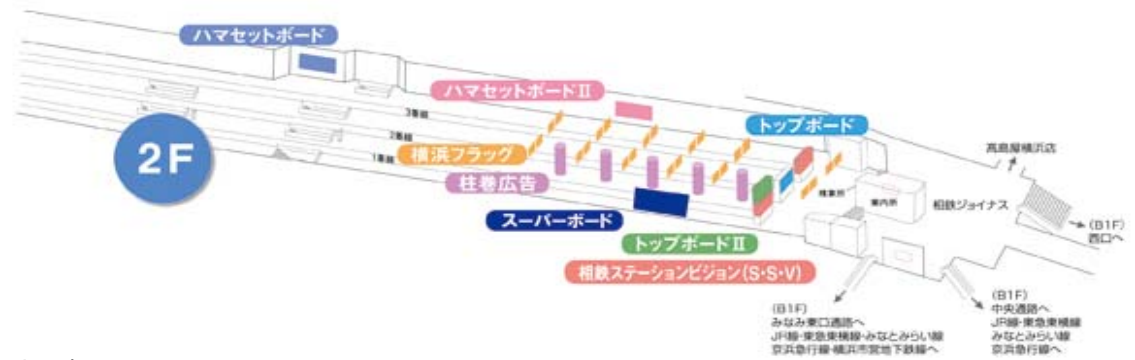 ハマセットボード
ハマセットボードⅡ
トップボード
3番線
2番線
1番線
2F
横浜フラッグ
柱巻広告
高島屋横浜店
案内所
相鉄ジョイナス
スーパーボード
(B1F)
西口へ
トップボードⅡ
相鉄ステーションビジョン(S・S・V)
(B1F)
みなみ東口通路へ
JR線・東急東横線・みなとみらい線
京浜急行線・横浜市営地下鉄線へ
(B1F)
中央通路へ
JR線・東急東横線
みなとみらい線
京浜急行線へ